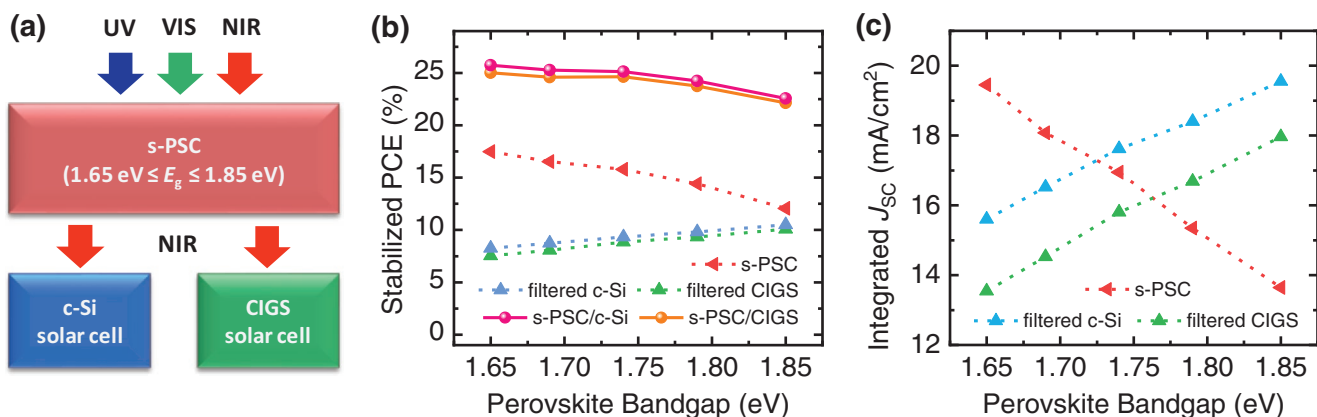 (a)
UV VIS NIR
s-PSC
(1.65 eV ≤ Eg ≤ 1.85 eV)
NIR
c-Si
solar cell
CIGS
solar cell
(b)
Stabilized PCE (%)
30
25
20
15
10
5
0
s-PSC
filtered c-Si filtered CIGS
s-PSC/c-Si s-PSC/CIGS
1.65 1.70 1.75 1.80 1.85
Perovskite Bandgap (eV)
(c)
Integrated JSC (mA/cm²)
20
18
16
14
12
s-PSC
filtered c-Si filtered CIGS
1.65 1.70 1.75 1.80 1.85
Perovskite Bandgap (eV)